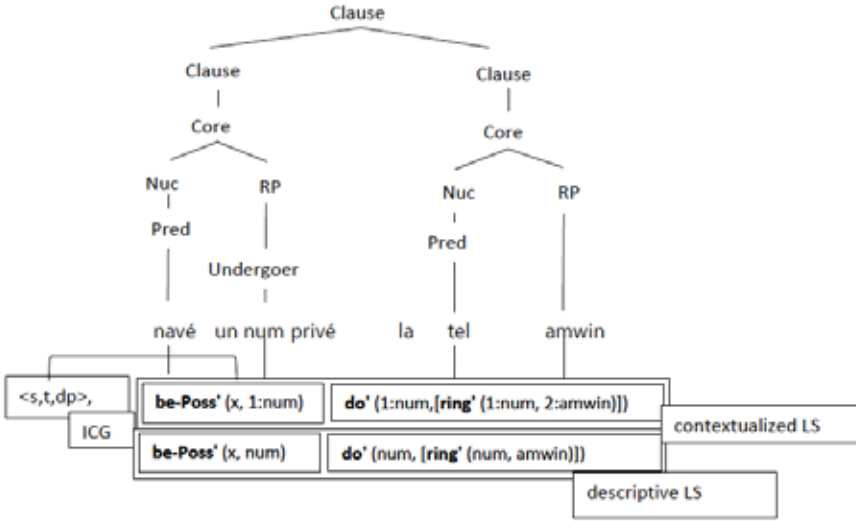 Clause
Clause Clause
Core Core
Nuc RP Nuc RP
Pred Pred
Undergoer
navé un num privé la tel amwin
<s,t,dp>, be-Poss' (x, 1:num) do' (1:num,[ring' (1:num, 2:amwin)])
ICG contextualized LS
be-Poss' (x, num) do' (num, [ring' (num, amwin)])
descriptive LS